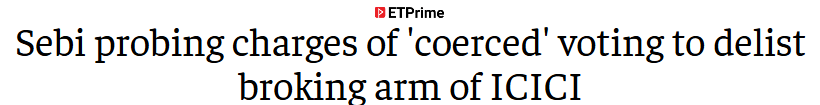 ETPrime
Sebi probing charges of 'coerced' voting to delist
broking arm of ICICI